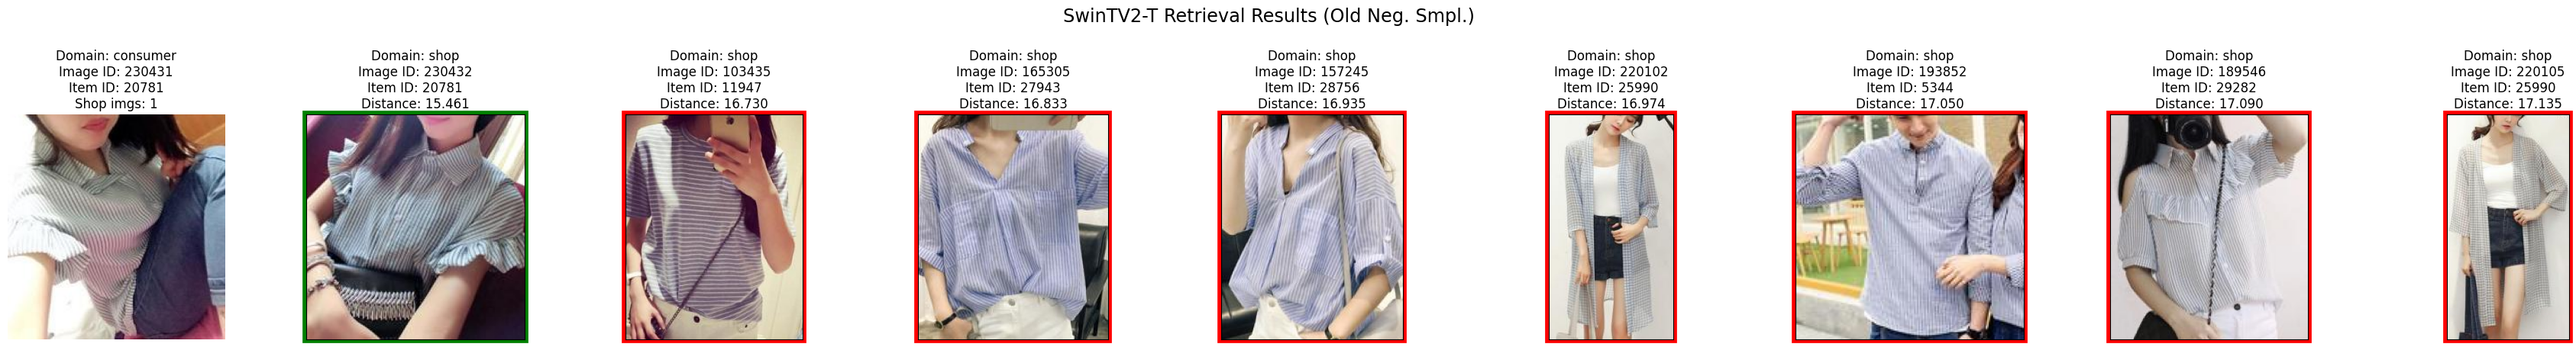 SwinTV2-T Retrieval Results (Old Neg. Smpl.)
Domain: consumer
Image ID: 230431
Item ID: 20781
Shop imgs: 1
Domain: shop
Image ID: 230432
Item ID: 20781
Distance: 15.461
Domain: shop
Image ID: 103435
Item ID: 11947
Distance: 16.730
Domain: shop
Image ID: 165305
Item ID: 27943
Distance: 16.833
Domain: shop
Image ID: 157245
Item ID: 28756
Distance: 16.935
Domain: shop
Image ID: 220102
Item ID: 25990
Distance: 16.974
Domain: shop
Image ID: 193852
Item ID: 5344
Distance: 17.050
Domain: shop
Image ID: 189546
Item ID: 29282
Distance: 17.090
Domain: shop
Image ID: 220105
Item ID: 25990
Distance: 17.135